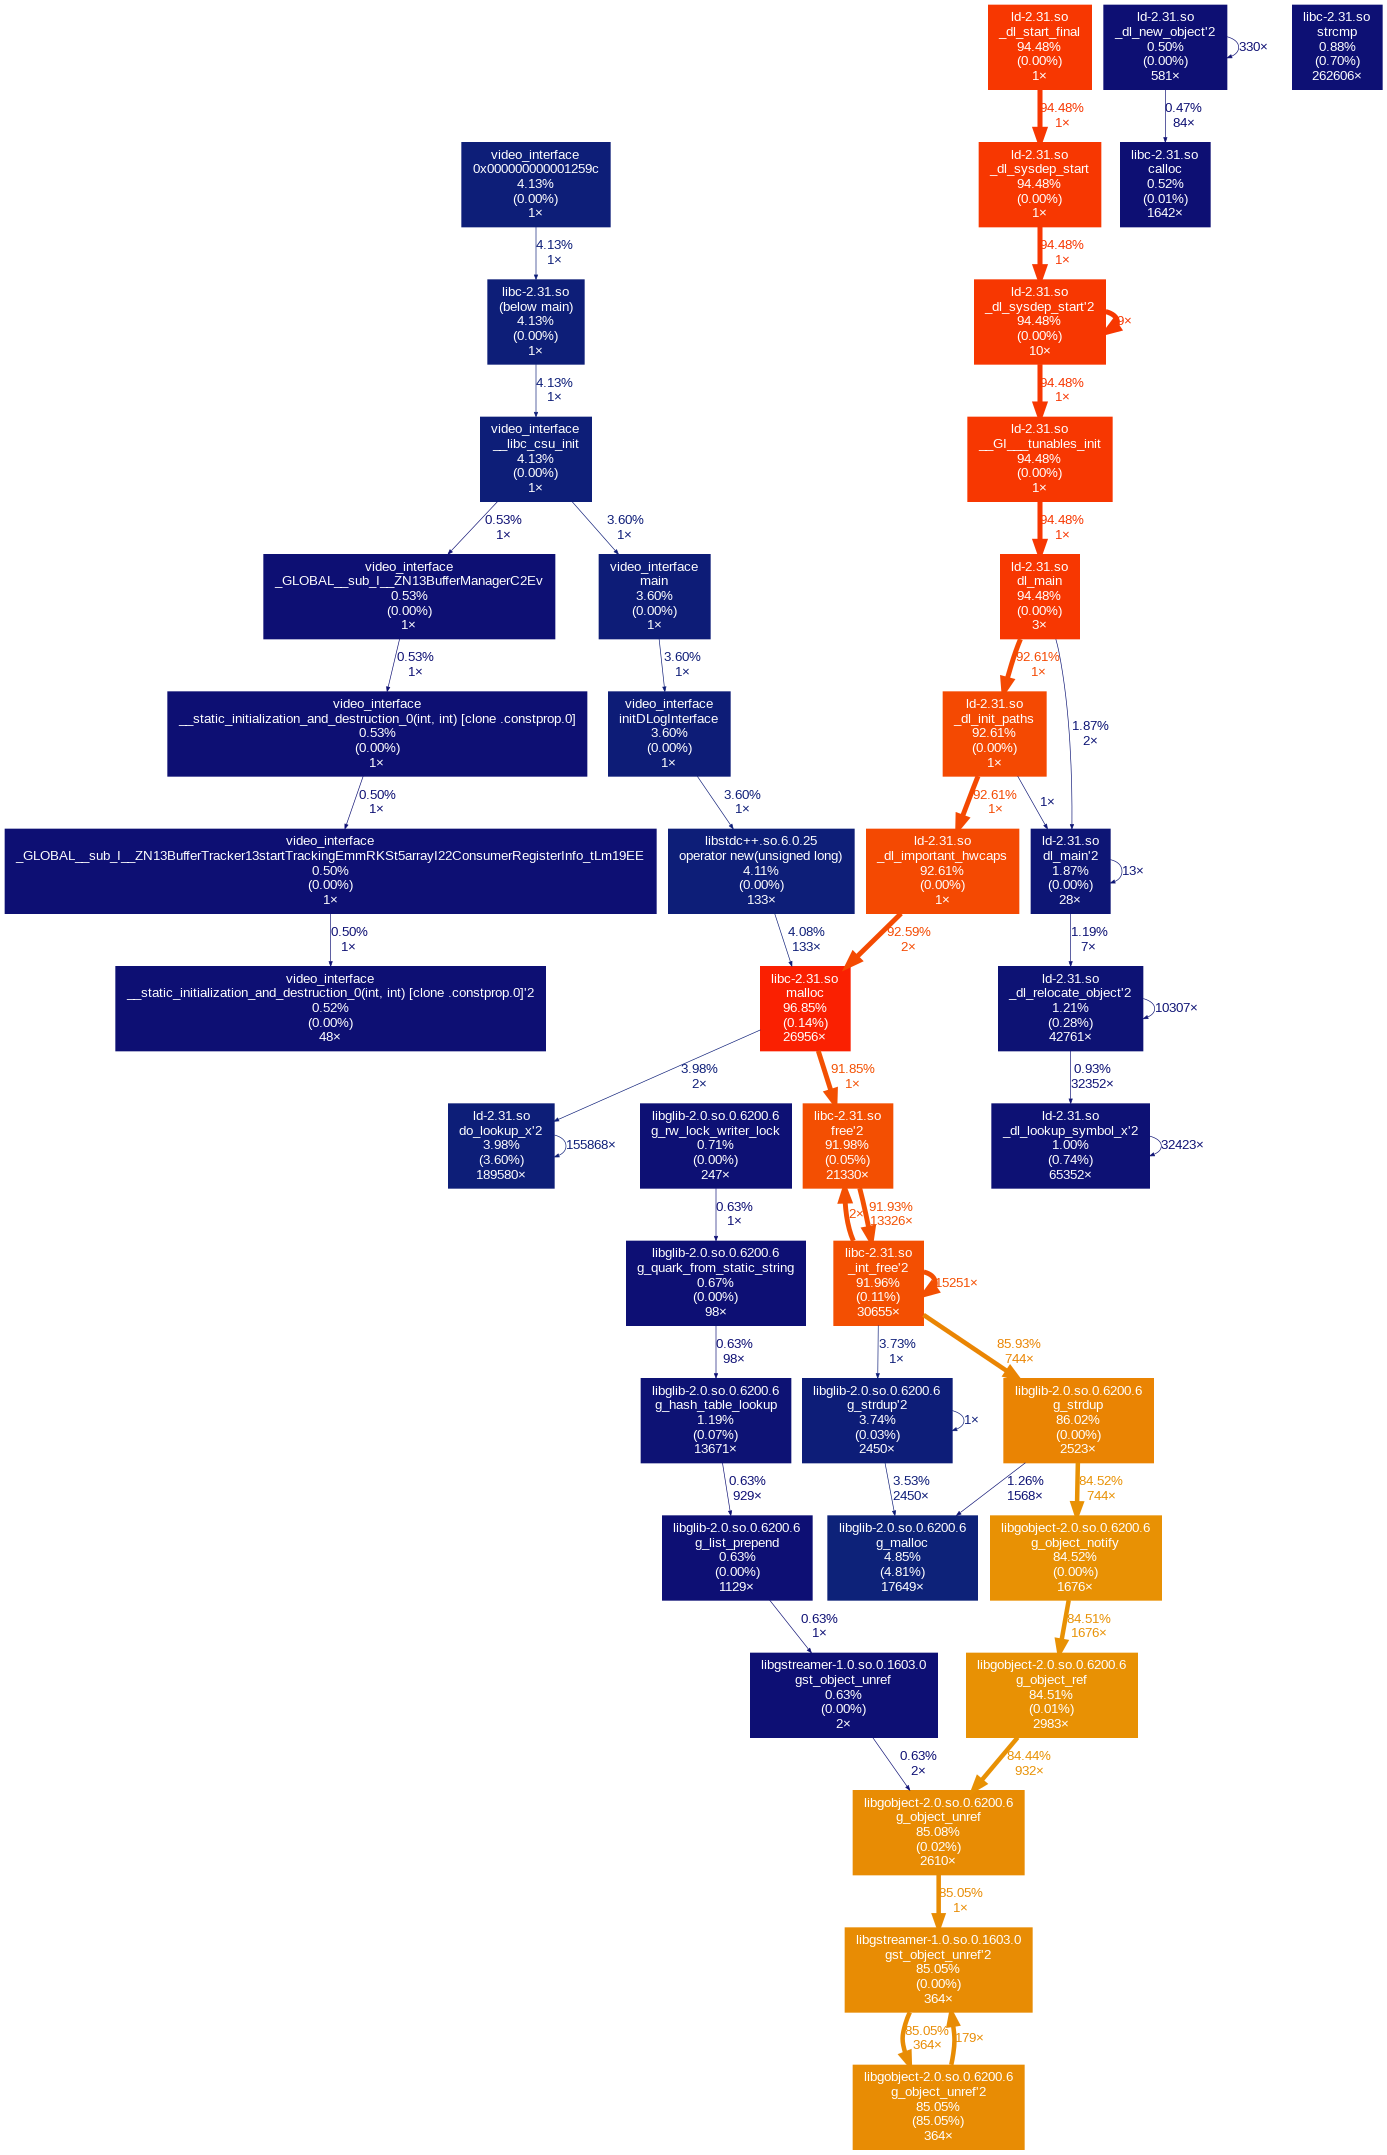 ld-2.31.so
_dl_start_final
94.48%
(0.00%)
1×
ld-2.31.so
_dl_new_object'2
0.50%
(0.00%)
581×
330×
libc-2.31.so
strcmp
0.88%
(0.70%)
262606×
94.48%
1×
0.47%
84×
video_interface
0x000000000001259c
4.13%
(0.00%)
1×
ld-2.31.so
_dl_sysdep_start
94.48%
(0.00%)
1×
libc-2.31.so
calloc
0.52%
(0.01%)
1642×
4.13%
1×
94.48%
1×
libc-2.31.so
(below main)
4.13%
(0.00%)
1×
ld-2.31.so
_dl_sysdep_start'2
94.48%
(0.00%)
10×
9×
4.13%
1×
94.48%
1×
video_interface
__libc_csu_init
4.13%
(0.00%)
1×
ld-2.31.so
__GI___tunables_init
94.48%
(0.00%)
1×
0.53%
1×
3.60%
1×
94.48%
1×
video_interface
_GLOBAL__sub_I__ZN13BufferManagerC2Ev
0.53%
(0.00%)
1×
video_interface
main
3.60%
(0.00%)
1×
ld-2.31.so
dl_main
94.48%
(0.00%)
3×
0.53%
1×
3.60%
1×
92.61%
1×
1.87%
2×
video_interface
__static_initialization_and_destruction_0(int, int) [clone .constprop.0]
0.53%
(0.00%)
1×
video_interface
initDLogInterface
3.60%
(0.00%)
1×
ld-2.31.so
_dl_init_paths
92.61%
(0.00%)
1×
0.50%
1×
3.60%
1×
92.61%
1×
1×
video_interface
_GLOBAL__sub_I__ZN13BufferTracker13startTrackingEmmRKSt5arrayI22ConsumerRegisterInfo_tLm19EE
0.50%
(0.00%)
1×
libstdc++.so.6.0.25
operator new(unsigned long)
4.11%
(0.00%)
133×
ld-2.31.so
_dl_important_hwcaps
92.61%
(0.00%)
1×
ld-2.31.so
dl_main'2
1.87%
(0.00%)
28×
13×
0.50%
1×
4.08%
133×
92.59%
2×
1.19%
7×
video_interface
__static_initialization_and_destruction_0(int, int) [clone .constprop.0]'2
0.52%
(0.00%)
48×
libc-2.31.so
malloc
96.85%
(0.14%)
26956×
ld-2.31.so
_dl_relocate_object'2
1.21%
(0.28%)
42761×
10307×
3.98%
2×
91.85%
1×
0.93%
32352×
ld-2.31.so
do_lookup_x'2
3.98%
(3.60%)
189580×
155868×
libglib-2.0.so.0.6200.6
g_rw_lock_writer_lock
0.71%
(0.00%)
247×
libc-2.31.so
free'2
91.98%
(0.05%)
21330×
ld-2.31.so
_dl_lookup_symbol_x'2
1.00%
(0.74%)
65352×
32423×
0.63%
1×
2×
91.93%
13326×
libglib-2.0.so.0.6200.6
g_quark_from_static_string
0.67%
(0.00%)
98×
libc-2.31.so
_int_free'2
91.96%
(0.11%)
30655×
15251×
0.63%
98×
3.73%
1×
85.93%
744×
libglib-2.0.so.0.6200.6
g_hash_table_lookup
1.19%
(0.07%)
13671×
libglib-2.0.so.0.6200.6
g_strdup'2
3.74%
(0.03%)
2450×
1×
libglib-2.0.so.0.6200.6
g_strdup
86.02%
(0.00%)
2523×
0.63%
929×
3.53%
2450×
1.26%
1568×
84.52%
744×
libglib-2.0.so.0.6200.6
g_list_prepend
0.63%
(0.00%)
1129×
libglib-2.0.so.0.6200.6
g_malloc
4.85%
(4.81%)
17649×
libgobject-2.0.so.0.6200.6
g_object_notify
84.52%
(0.00%)
1676×
0.63%
1×
84.51%
1676×
libgstreamer-1.0.so.0.1603.0
gst_object_unref
0.63%
(0.00%)
2×
libgobject-2.0.so.0.6200.6
g_object_ref
84.51%
(0.01%)
2983×
0.63%
2×
84.44%
932×
libgobject-2.0.so.0.6200.6
g_object_unref
85.08%
(0.02%)
2610×
85.05%
1×
libgstreamer-1.0.so.0.1603.0
gst_object_unref'2
85.05%
(0.00%)
364×
85.05%
364×
179×
libgobject-2.0.so.0.6200.6
g_object_unref'2
85.05%
(85.05%)
364×